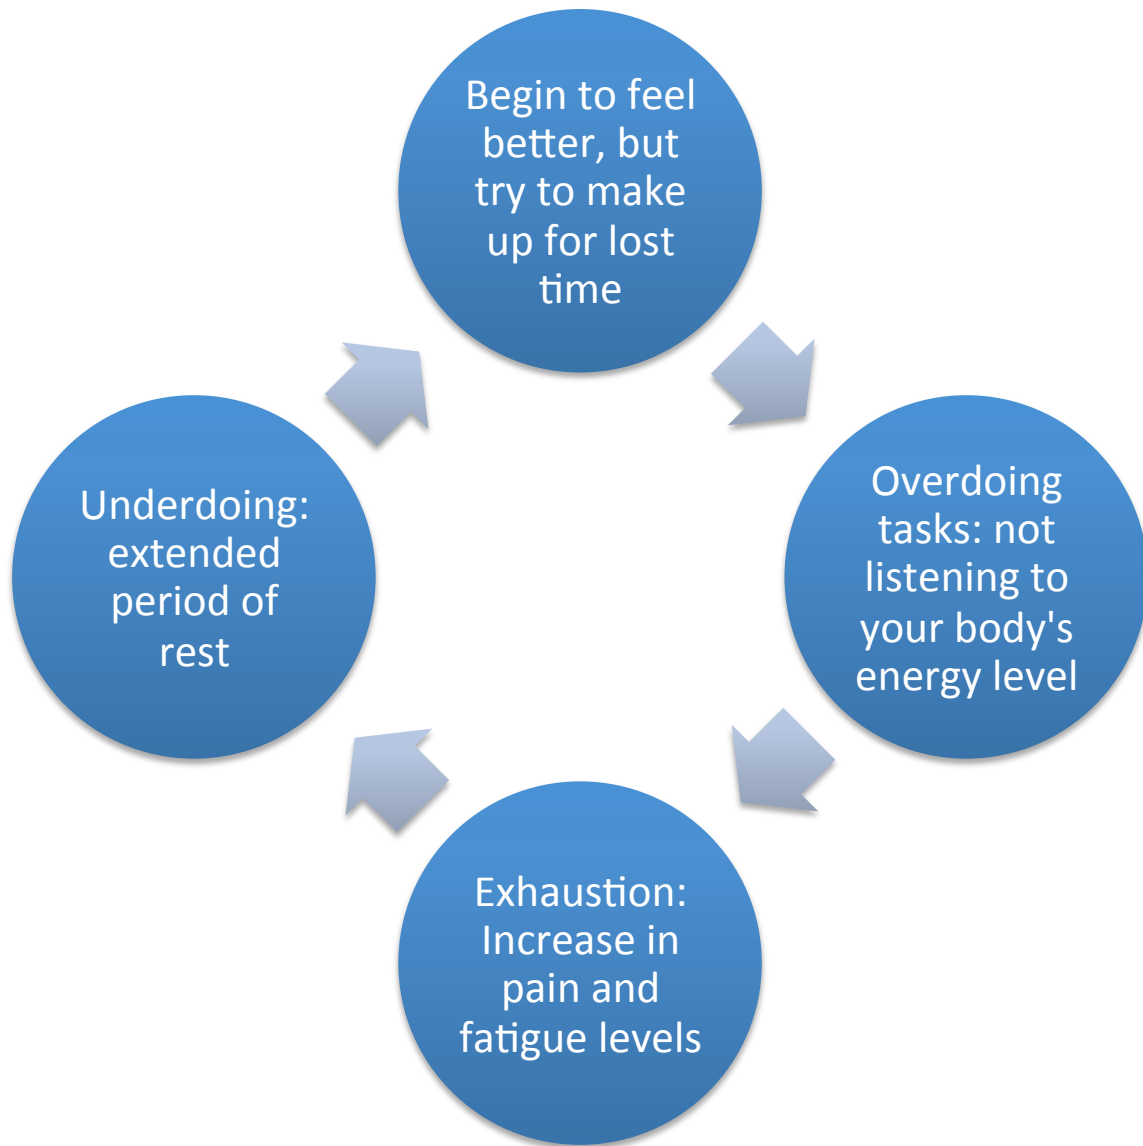 Begin to feel
better, but
try to make
up for lost
time
Overdoing
tasks: not
listening to
your body's
energy level
Exhaustion:
Increase in
pain and
fatigue levels
Underdoing:
extended
period of
rest